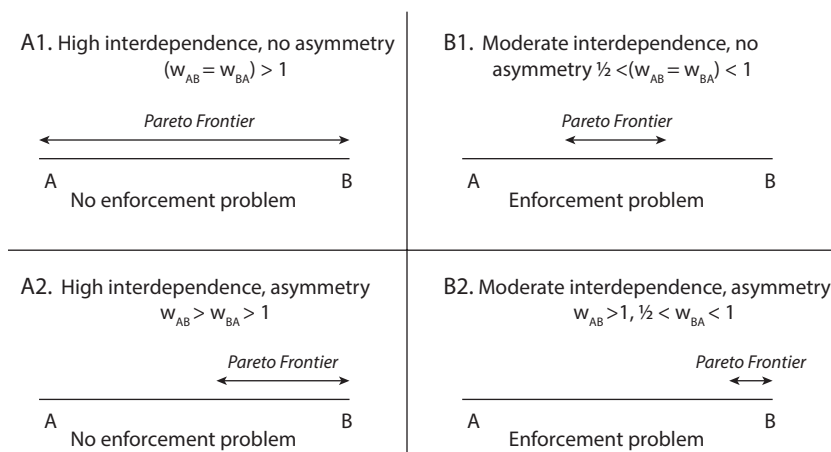 A1. High interdependence, no asymmetry
(w_AB = w_BA) > 1
Pareto Frontier
A B
No enforcement problem
B1. Moderate interdependence, no
asymmetry ½ <(w_AB = w_BA) < 1
Pareto Frontier
A B
Enforcement problem
A2. High interdependence, asymmetry
w_AB > w_BA > 1
Pareto Frontier
A B
No enforcement problem
B2. Moderate interdependence, asymmetry
w_AB >1, ½ < w_BA < 1
Pareto Frontier
A B
Enforcement problem